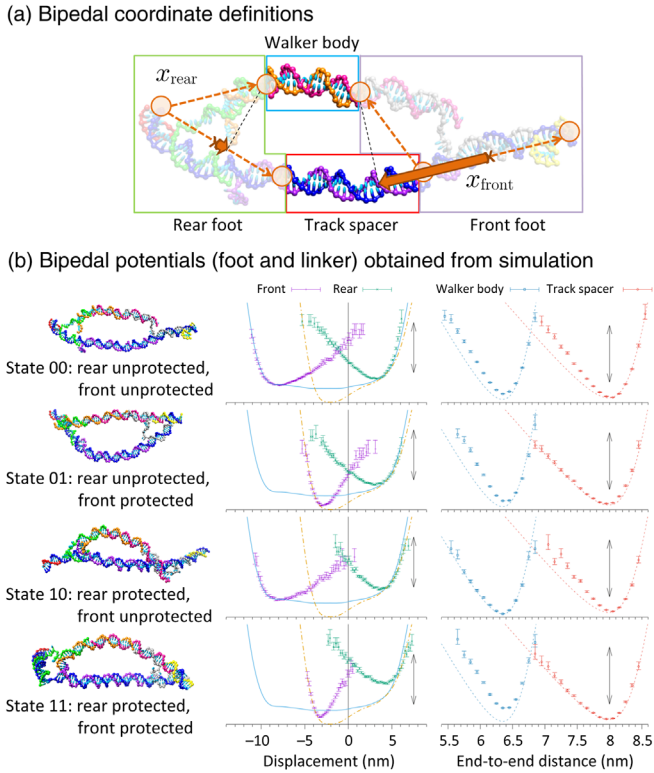 (a) Bipedal coordinate definitions
Walker body
x_rear
x_front
Rear foot Track spacer Front foot
(b) Bipedal potentials (foot and linker) obtained from simulation
Front Rear Walker body Track spacer
State 00: rear unprotected,
front unprotected
State 01: rear unprotected,
front protected
State 10: rear protected,
front unprotected
State 11: rear protected,
front protected
−10 −5 0 5 5.5 6 6.5 7 7.5 8 8.5
Displacement (nm) End-to-end distance (nm)